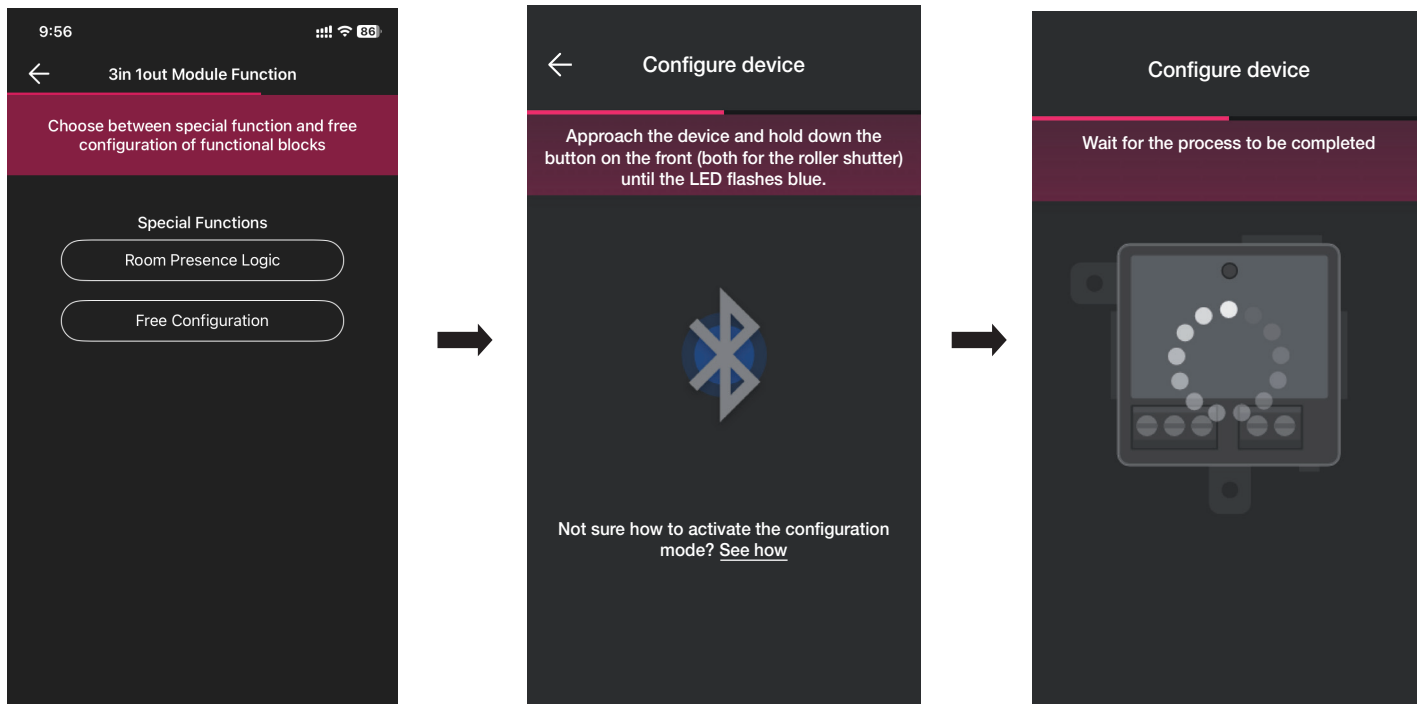 9:56
86
3in 1out Module Function
Choose between special function and free
configuration of functional blocks
Special Functions
Room Presence Logic
Free Configuration
Configure device
Approach the device and hold down the
button on the front (both for the roller shutter)
until the LED flashes blue.
Not sure how to activate the configuration
mode? See how
Configure device
Wait for the process to be completed